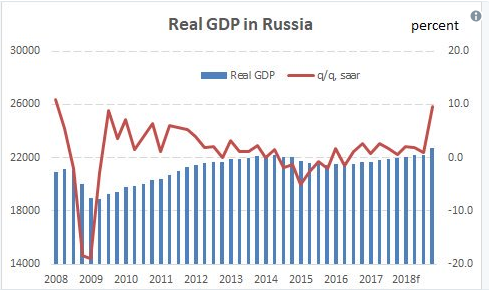 Real GDP in Russia
percent
30000 20.0
Real GDP q/q, saar
26000 10.0
22000 0.0
18000 -10.0
14000 -20.0
2008 2009 2010 2011 2012 2013 2014 2015 2016 2017 2018f